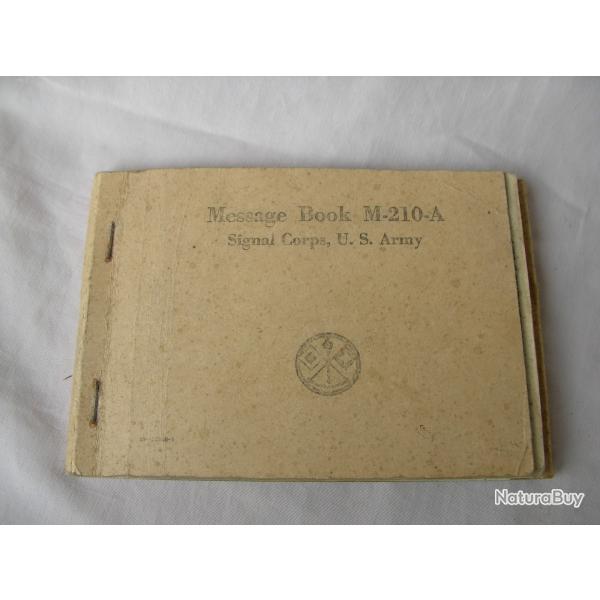 Message Book M-210-A
Signal Corps, U. S. Army
NaturaBuy